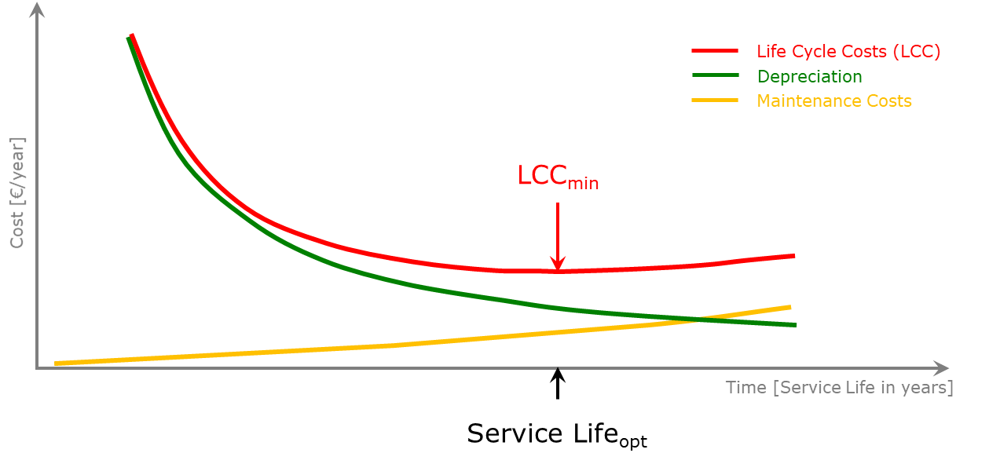 Life Cycle Costs (LCC)
Depreciation
Maintenance Costs
LCCmin
Cost [€/year]
Time [Service Life in years]
Service Lifeopt